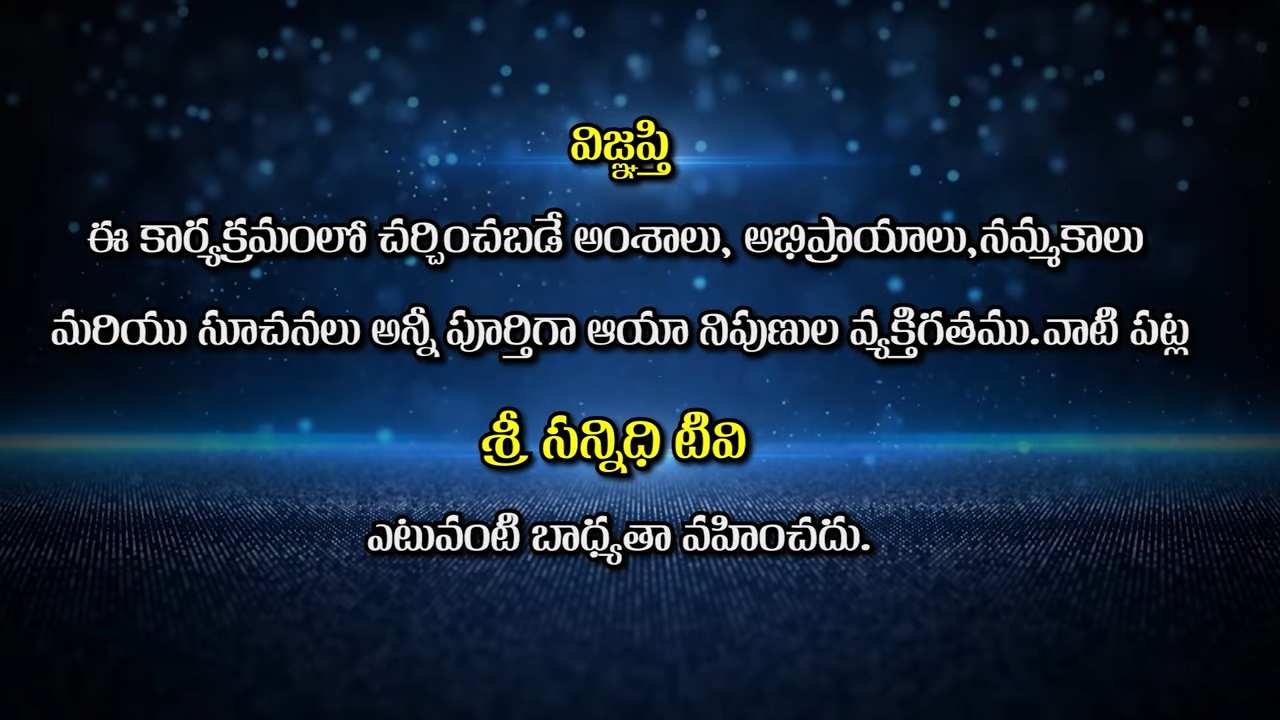 విజ్ఞప్తి
ఈ కార్యక్రమంలో చర్చించబడే అంశాలు, అభిప్రాయాలు,నమ్మకాలు
మరియు సూచనలు అన్నీ పూర్తిగా ఆయా నిపుణుల వ్యక్తిగతము.వాటి పట్ల
శ్రీ సన్నిధి టివి
ఎటువంటి బాధ్యతా వహించదు.